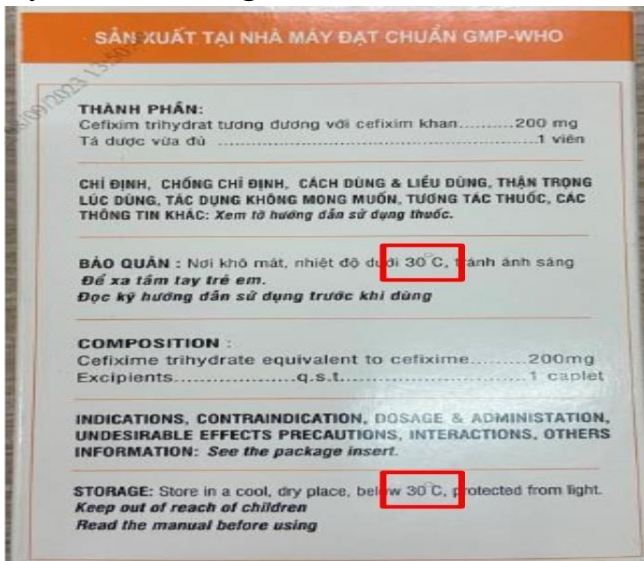 SẢN XUẤT TẠI NHÀ MÁY ĐẠT CHUẨN GMP-WHO
THÀNH PHẦN:
Cefixim trihydrat tương đương với cefixim khan..........200 mg
Tá dược vừa đủ .....................................................1 viên
CHỈ ĐỊNH, CHỐNG CHỈ ĐỊNH, CÁCH DÙNG & LIỀU DÙNG, THẬN TRỌNG
LÚC DÙNG, TÁC DỤNG KHÔNG MONG MUỐN, TƯƠNG TÁC THUỐC, CÁC
THÔNG TIN KHÁC: Xem tờ hướng dẫn sử dụng thuốc.
BẢO QUẢN : Nơi khô mát, nhiệt độ dưới 30°C, tránh ánh sáng
Để xa tầm tay trẻ em.
Đọc kỹ hướng dẫn sử dụng trước khi dùng
COMPOSITION :
Cefixime trihydrate equivalent to cefixime.........200mg
Excipients.................q.s.t..........................1 caplet
INDICATIONS, CONTRAINDICATION, DOSAGE & ADMINISTATION,
UNDESIRABLE EFFECTS PRECAUTIONS, INTERACTIONS, OTHERS
INFORMATION: See the package insert.
STORAGE: Store in a cool, dry place, below 30°C, protected from light.
Keep out of reach of children
Read the manual before using